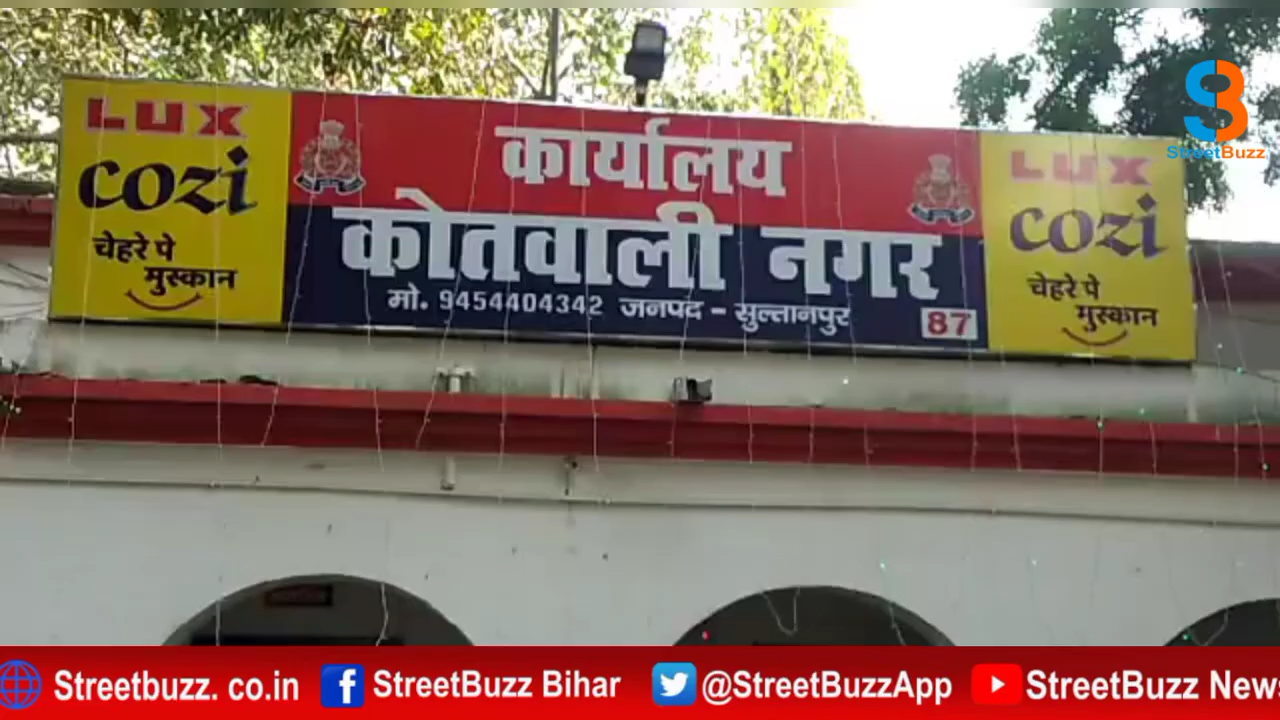 LUX
cozi
चेहरे पे
मुस्कान
कार्यालय
कोतवाली नगर
मो. 9454404342 जनपद - सुल्तानपुर
87
LUX
cozi
चेहरे पे
मुस्कान
StreetBuzz
Streetbuzz. co.in
StreetBuzz Bihar
@StreetBuzzApp
StreetBuzz News